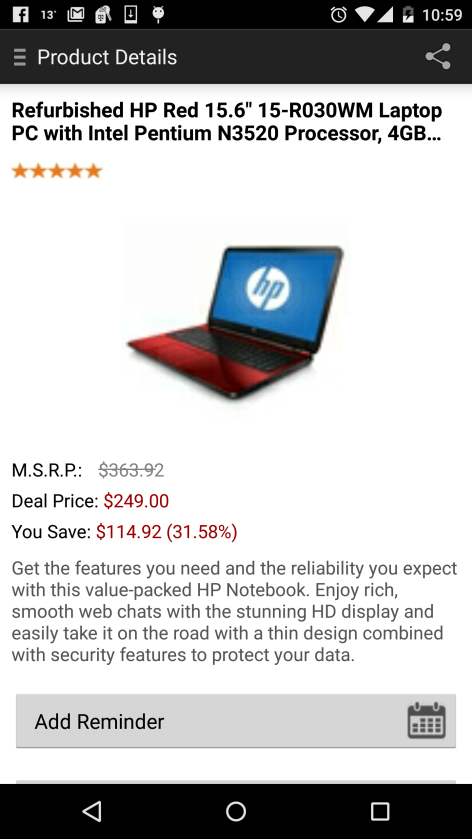 13° 10:59
Product Details
Refurbished HP Red 15.6" 15-R030WM Laptop
PC with Intel Pentium N3520 Processor, 4GB...
hp
M.S.R.P.: $363.92
Deal Price: $249.00
You Save: $114.92 (31.58%)
Get the features you need and the reliability you expect
with this value-packed HP Notebook. Enjoy rich,
smooth web chats with the stunning HD display and
easily take it on the road with a thin design combined
with security features to protect your data.
Add Reminder